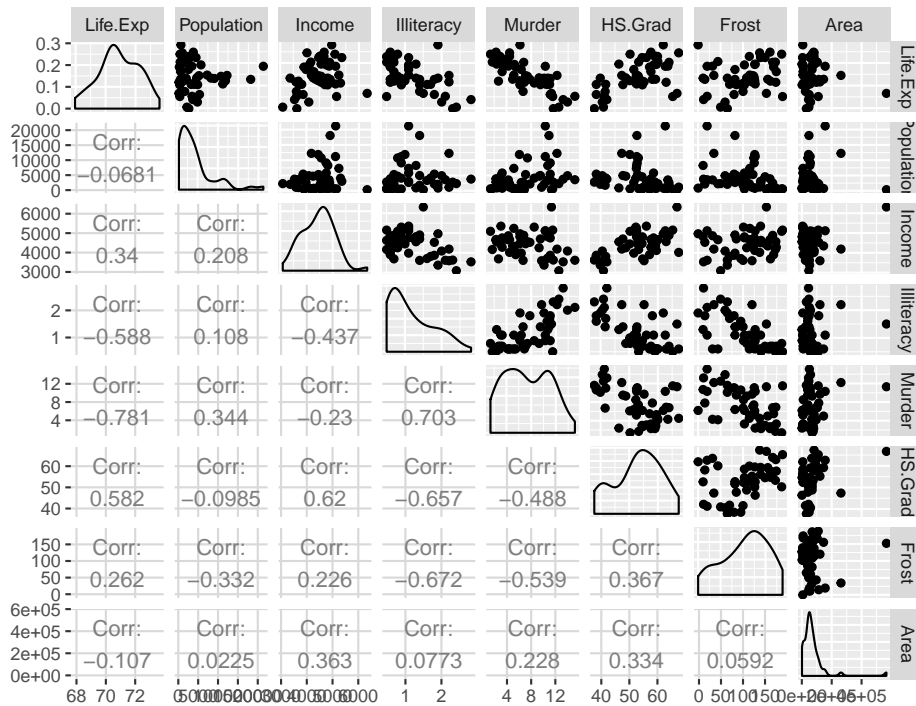 Life.Exp Population Income Illiteracy Murder HS.Grad Frost Area
0.3
0.2
0.1
0.0
Life.Exp
20000
15000
10000
5000
0
Corr:
−0.0681
Population
6000
5000
4000
3000
Corr: Corr:
0.34 0.208
Income
2
1
Corr: Corr: Corr:
−0.588 0.108 −0.437
Illiteracy
12
8
4
Corr: Corr: Corr: Corr:
−0.781 0.344 −0.23 0.703
Murder
60
50
40
Corr: Corr: Corr: Corr: Corr:
0.582 −0.0985 0.62 −0.657 −0.488
HS.Grad
150
100
50
0
Corr: Corr: Corr: Corr: Corr: Corr:
0.262 −0.332 0.226 −0.672 −0.539 0.367
Frost
6e+05
4e+05
2e+05
0e+00
Corr: Corr: Corr: Corr: Corr: Corr: Corr:
−0.107 0.0225 0.363 0.0773 0.228 0.334 0.0592
Area
68 70 72 1 2 4 8 12 40 50 60 0 50 100 150